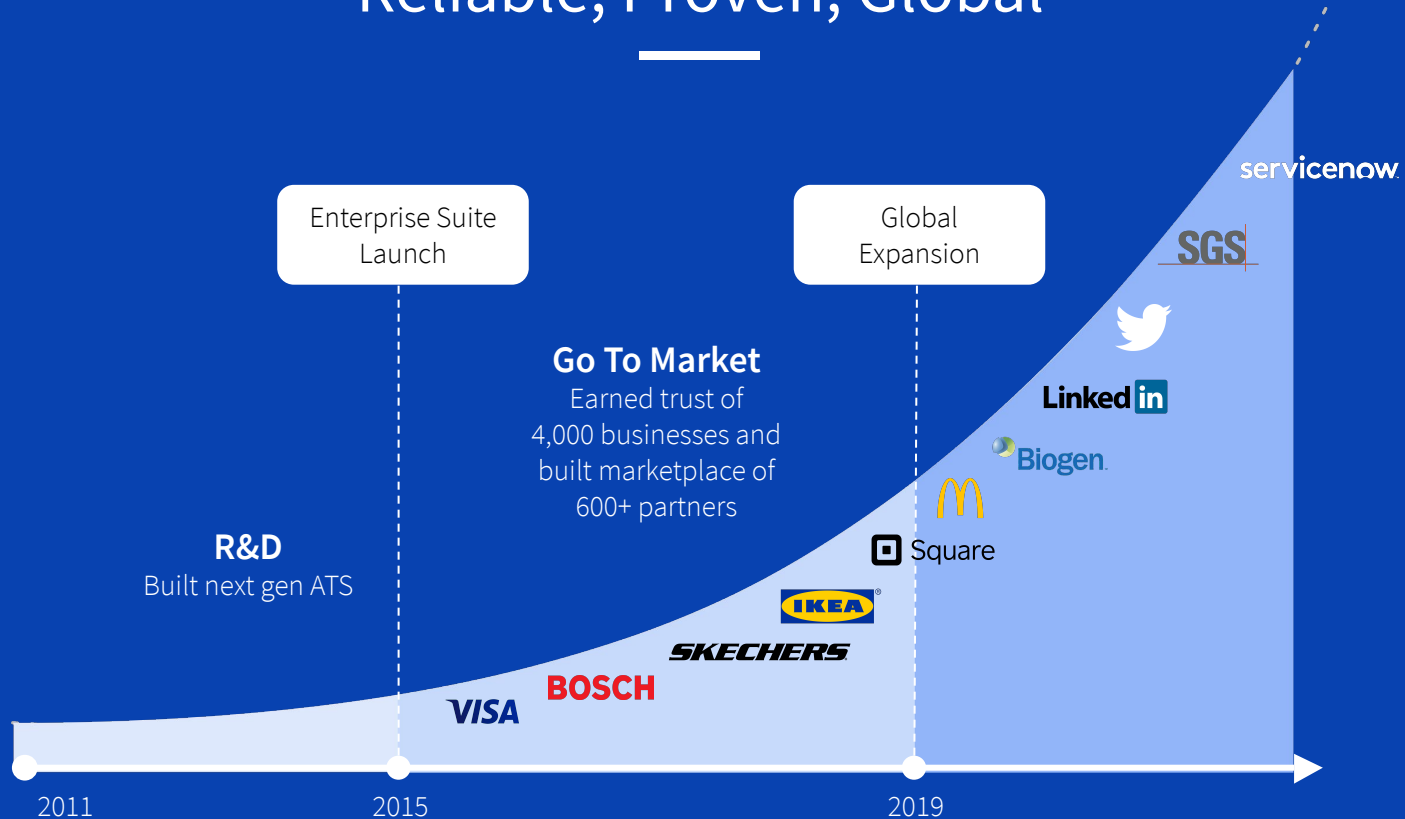 Reliable, Proven, Global
Enterprise Suite
Launch
Global
Expansion
servicenow.
SGS
Go To Market
Earned trust of
4,000 businesses and
built marketplace of
600+ partners
Linked in
Biogen.
R&D
Built next gen ATS
Square
IKEA®
SKECHERS
BOSCH
VISA
2011
2015
2019